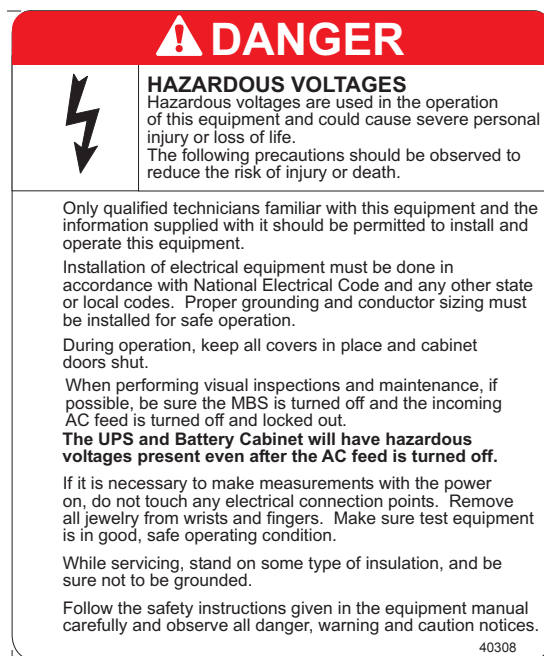 DANGER
HAZARDOUS VOLTAGES
Hazardous voltages are used in the operation
of this equipment and could cause severe personal
injury or loss of life.
The following precautions should be observed to
reduce the risk of injury or death.
Only qualified technicians familiar with this equipment and the
information supplied with it should be permitted to install and
operate this equipment.
Installation of electrical equipment must be done in
accordance with National Electrical Code and any other state
or local codes.  Proper grounding and conductor sizing must
be installed for safe operation.
During operation, keep all covers in place and cabinet
doors shut.
When performing visual inspections and maintenance, if
possible, be sure the MBS is turned off and the incoming
AC feed is turned off and locked out.
The UPS and Battery Cabinet will have hazardous
voltages present even after the AC feed is turned off.
If it is necessary to make measurements with the power
on, do not touch any electrical connection points.  Remove
all jewelry from wrists and fingers.  Make sure test equipment
is in good, safe operating condition.
While servicing, stand on some type of insulation, and be
sure not to be grounded.
Follow the safety instructions given in the equipment manual
carefully and observe all danger, warning and caution notices.
40308